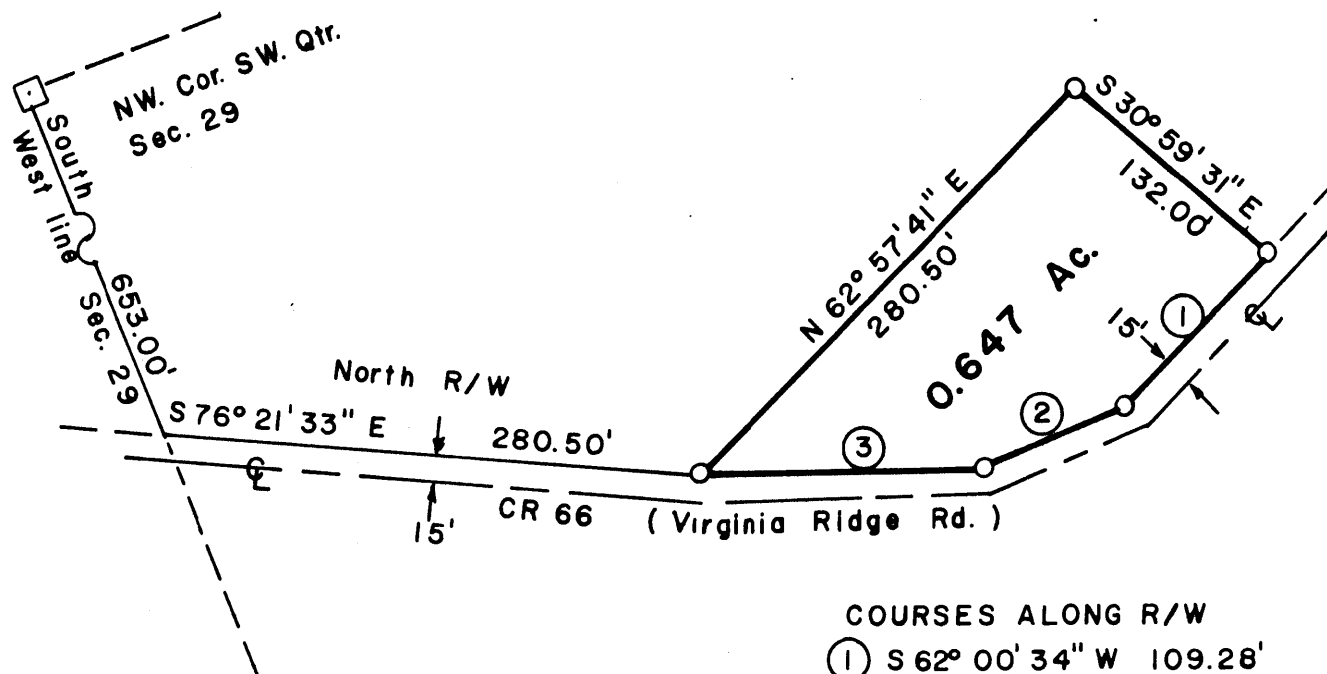 NW. Cor. SW. Qtr.
Sec. 29
South
West line Sec. 29
653.00'
North R/W
S 76° 21' 33" E 280.50'
℄
15'
CR 66 (Virginia Ridge Rd.)
N 62° 57' 41" E
280.50'
S 30° 59' 31" E
132.00'
0.647 Ac.
1
15'
℄
2
3
COURSES ALONG R/W
1 S 62° 00' 34" W 109.28'